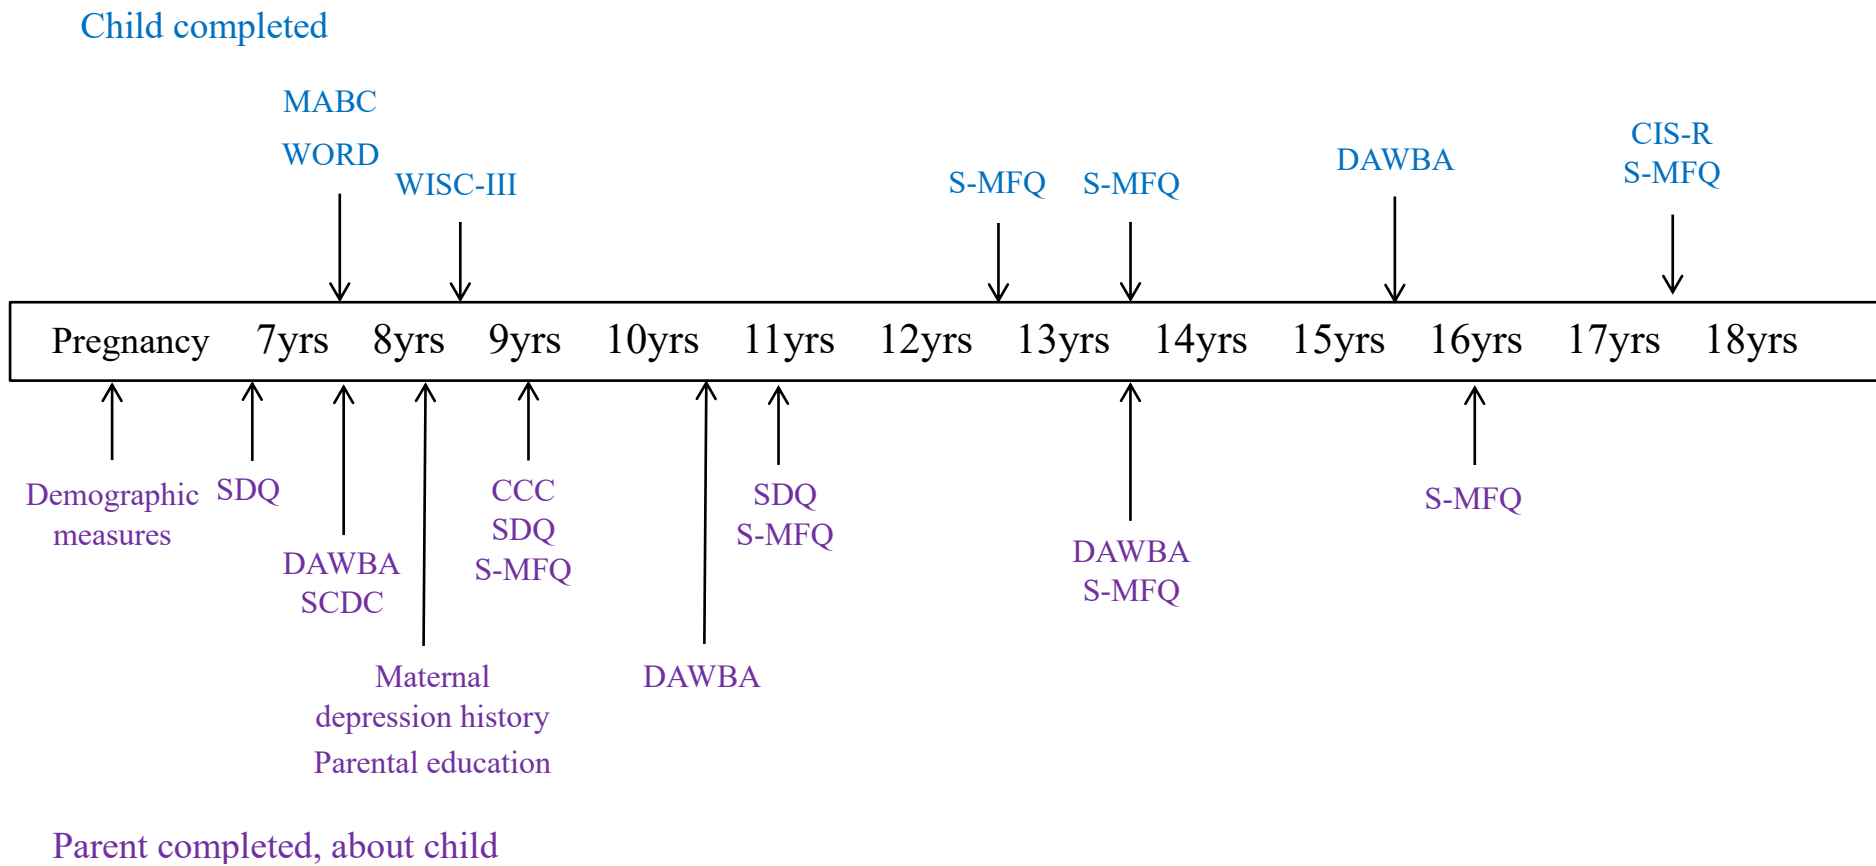 Child completed
MABC
WORD
WISC-III
S-MFQ
S-MFQ
DAWBA
CIS-R
S-MFQ
Pregnancy 7yrs 8yrs 9yrs 10yrs 11yrs 12yrs 13yrs 14yrs 15yrs 16yrs 17yrs 18yrs
Demographic
measures
SDQ
DAWBA
SCDC
Maternal
depression history
Parental education
CCC
SDQ
S-MFQ
DAWBA
SDQ
S-MFQ
DAWBA
S-MFQ
S-MFQ
Parent completed, about child